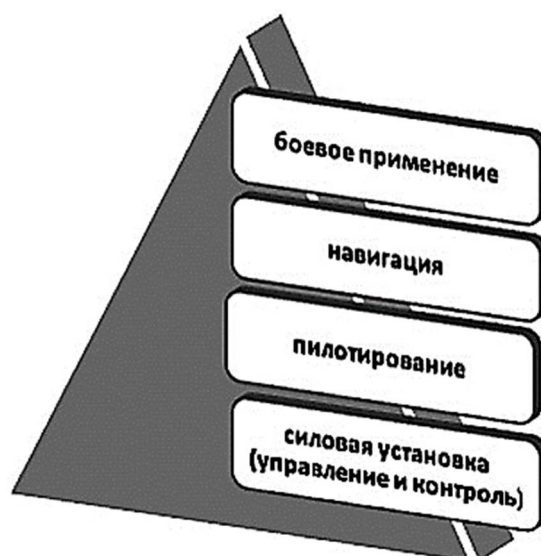 боевое применение
навигация
пилотирование
силовая установка
(управление и контроль)